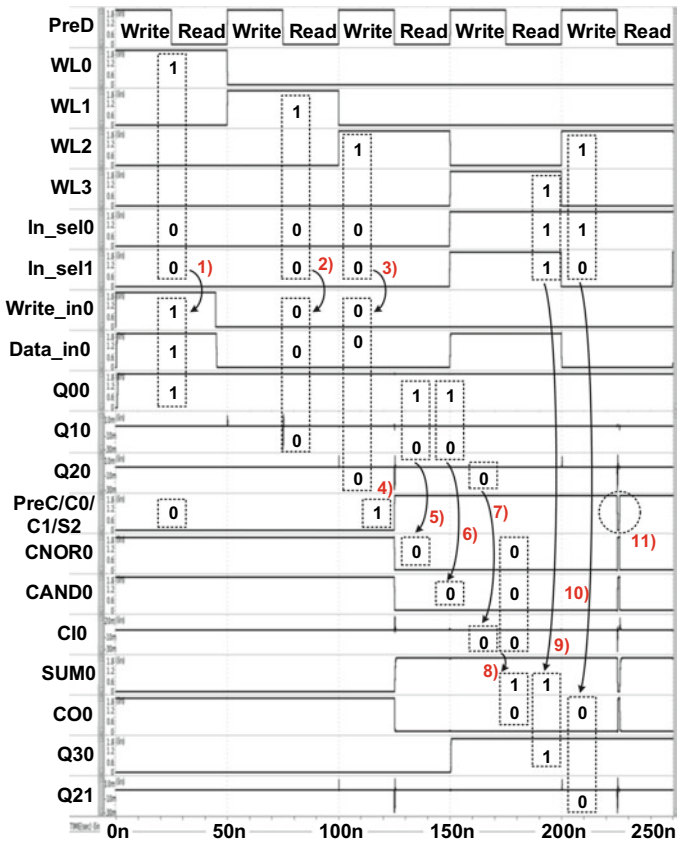 PreD Write Read Write Read Write Read Write Read Write Read
WL0 1
WL1 1
WL2 1 1
WL3 1
In_sel0 0 0 0 1 1
In_sel1 0 1) 0 2) 0 3) 1 0
Write_in0 1 0 0
Data_in0 1 0 0
Q00 1 1 1
Q10 0 0 0
Q20 0 4) 0
PreC/C0/
C1/S2 0 1 5) 6) 7) 11)
CNOR0 0 0
CAND0 0 0 10)
CI0 0 0 9)
SUM0 8) 1 1
CO0 0 0
Q30 1
Q21 0
0n 50n 100n 150n 200n 250n